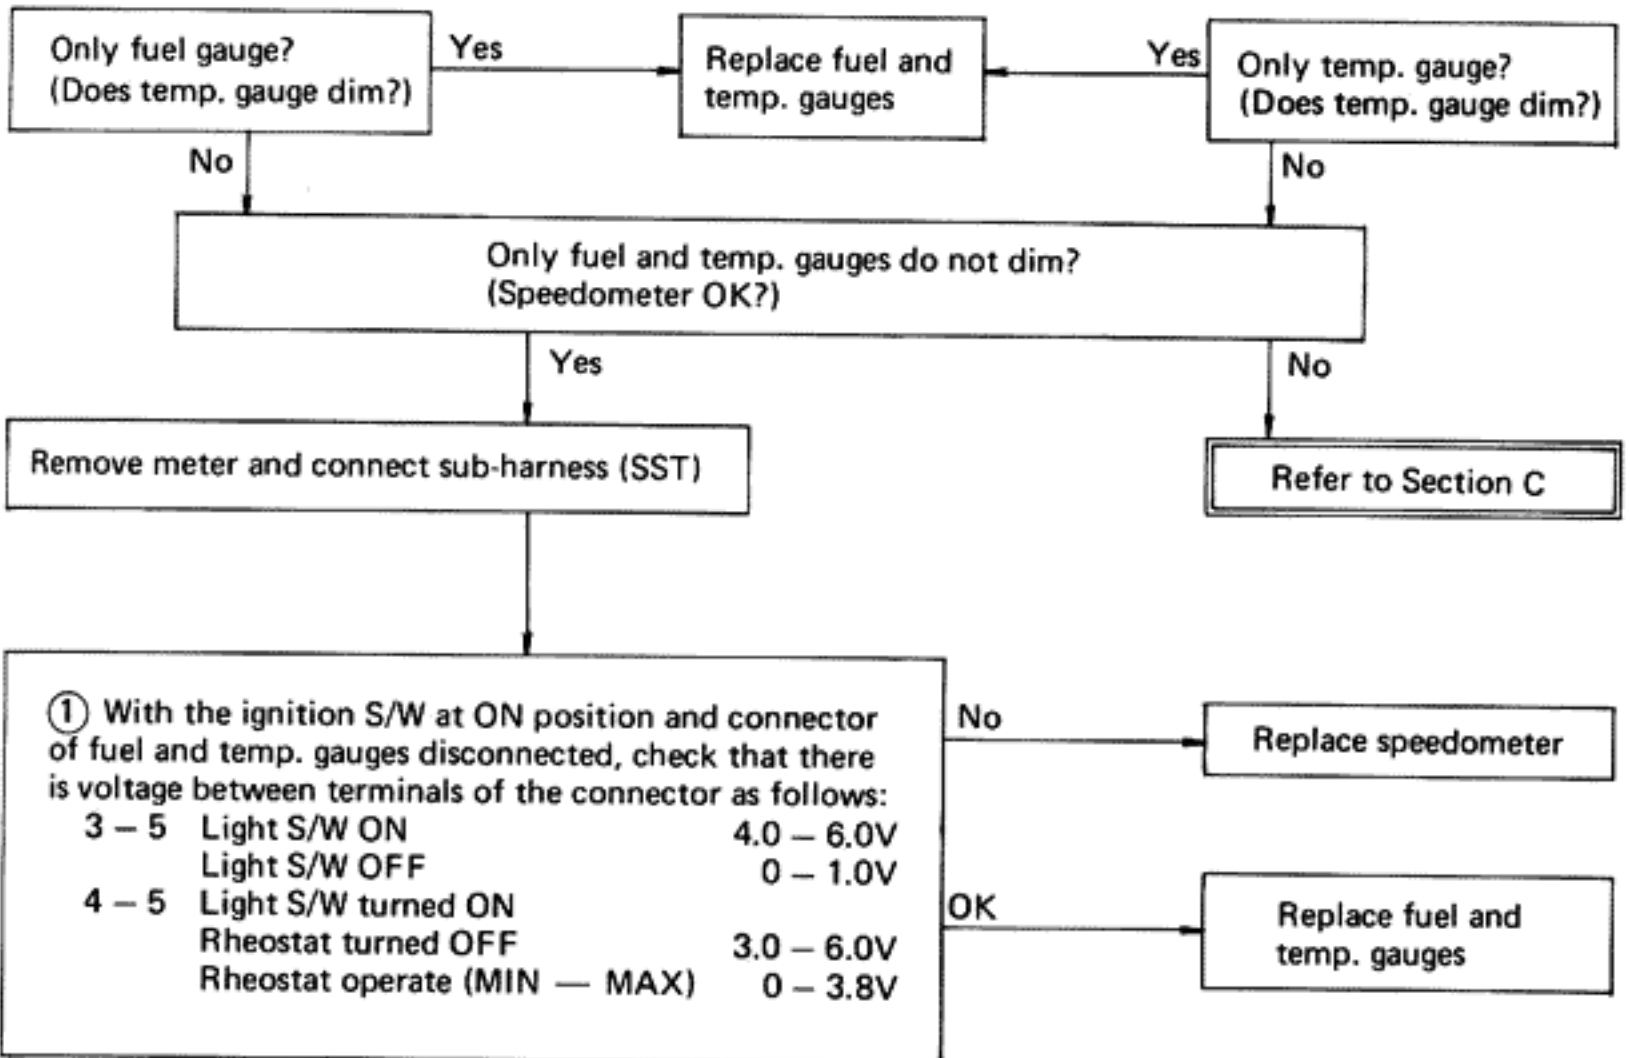 Only fuel gauge?
(Does temp. gauge dim?)
Yes
Replace fuel and
temp. gauges
Yes
Only temp. gauge?
(Does temp. gauge dim?)
No
No
Only fuel and temp. gauges do not dim?
(Speedometer OK?)
Yes
No
Remove meter and connect sub-harness (SST)
Refer to Section C
① With the ignition S/W at ON position and connector
of fuel and temp. gauges disconnected, check that there
is voltage between terminals of the connector as follows:
3 – 5 Light S/W ON 4.0 – 6.0V
Light S/W OFF 0 – 1.0V
4 – 5 Light S/W turned ON
Rheostat turned OFF 3.0 – 6.0V
Rheostat operate (MIN — MAX) 0 – 3.8V
No
Replace speedometer
OK
Replace fuel and
temp. gauges